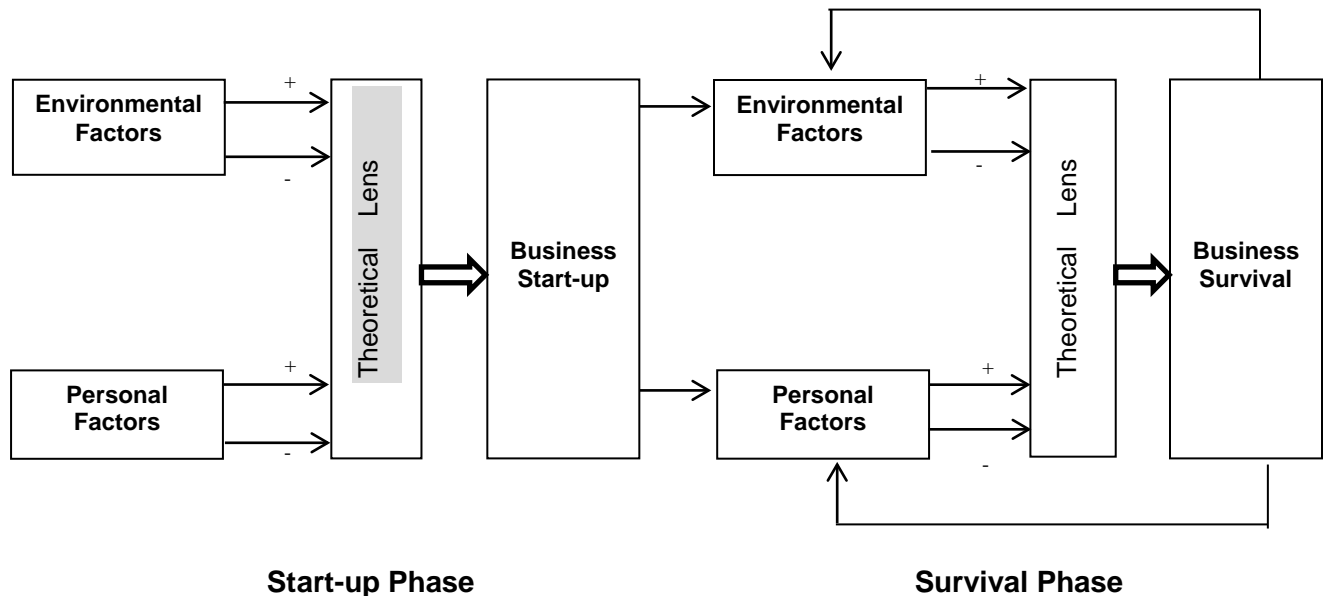 Environmental
Factors
+
-
Personal
Factors
+
-
Theoretical Lens
Business
Start-up
Environmental
Factors
+
-
Personal
Factors
+
-
Theoretical Lens
Business
Survival
Start-up Phase
Survival Phase